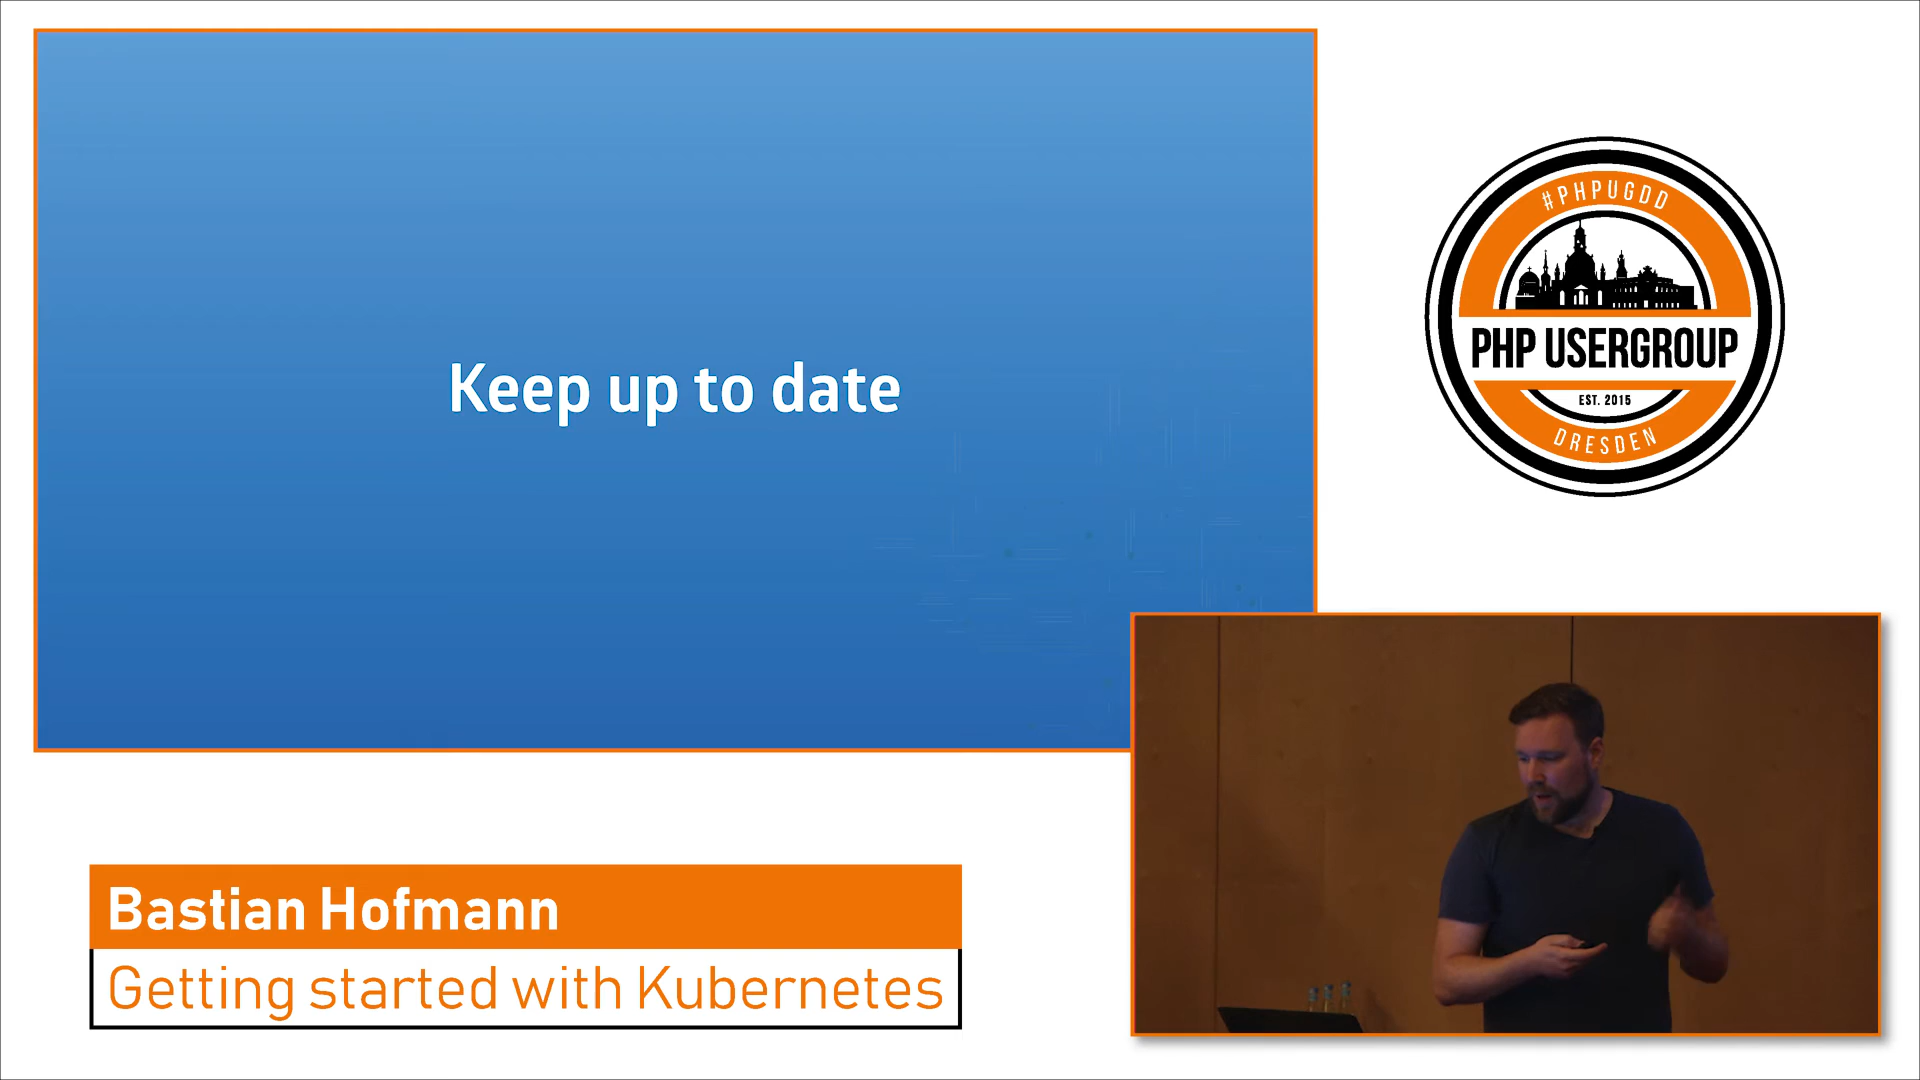 Keep up to date
#PHPUGDD
PHP USERGROUP
EST. 2015
DRESDEN
Bastian Hofmann
Getting started with Kubernetes